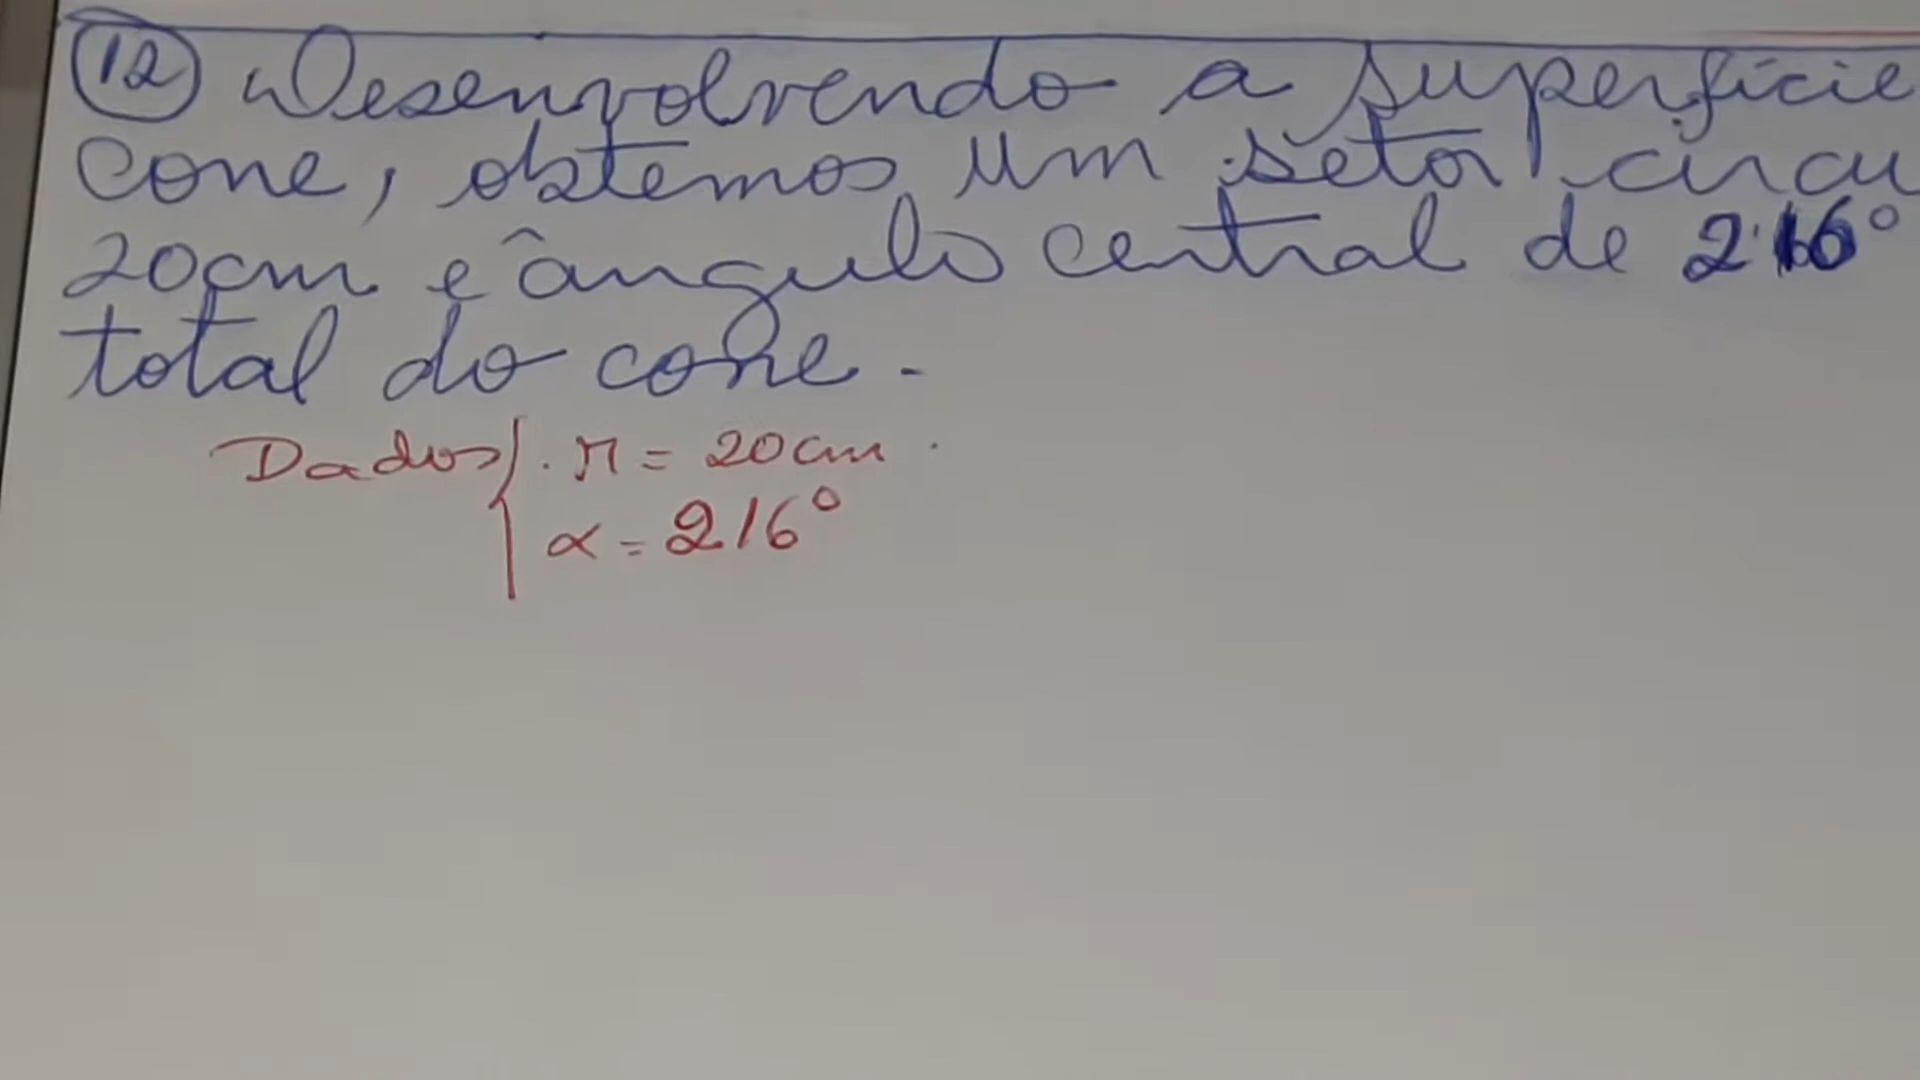 12 Desenvolvendo a superfície
cone, obtemos um setor circu
20cm e ângulo central de 216°
total do cone.
Dados { r = 20cm.
α = 216°